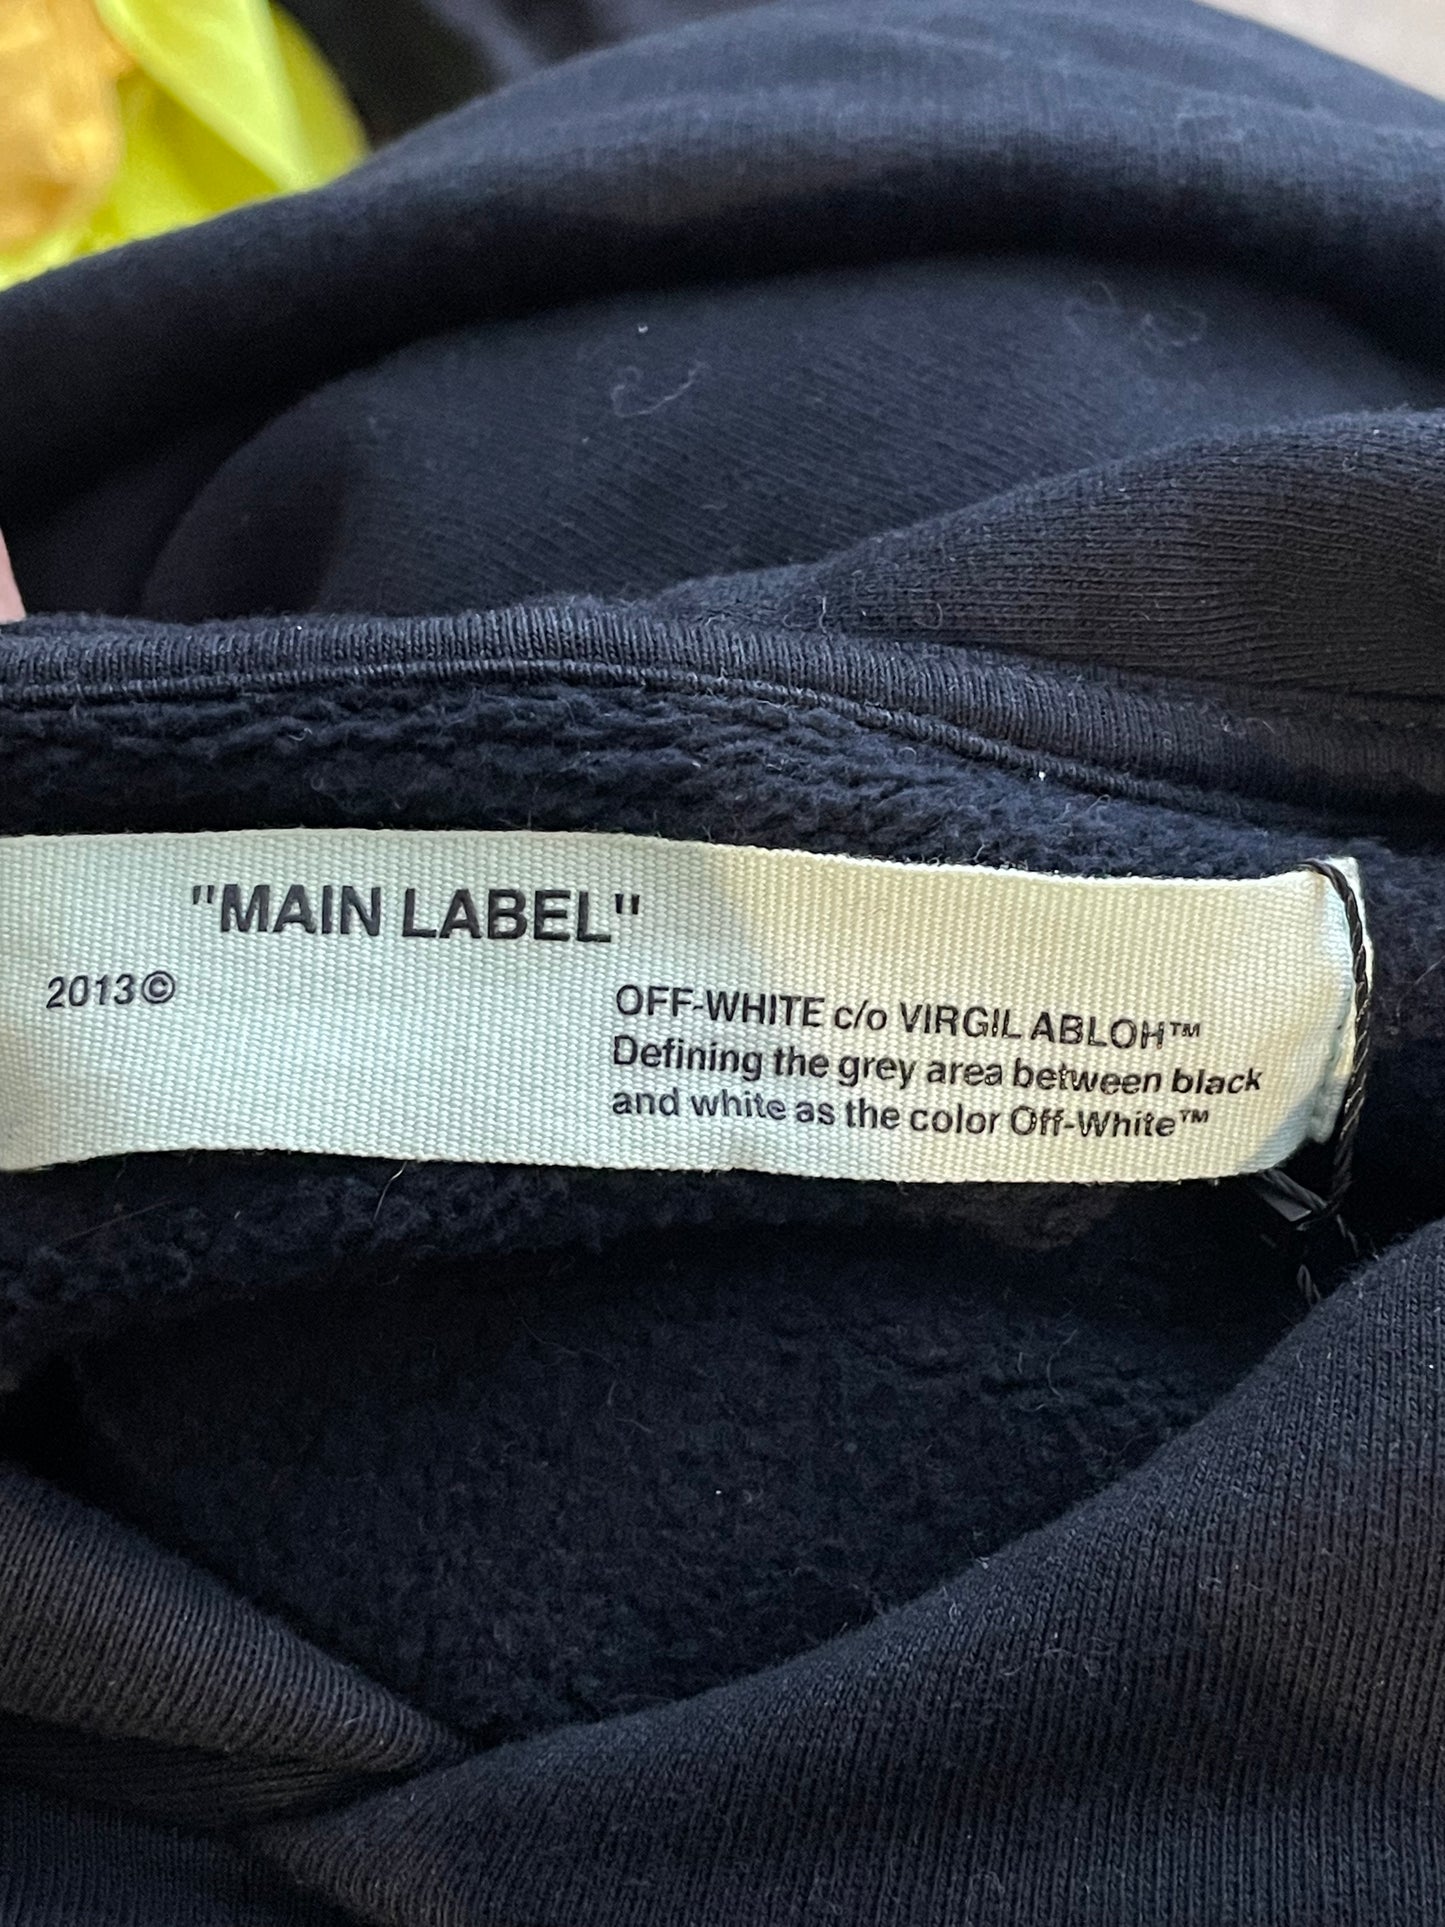 "MAIN LABEL"
2013©
OFF-WHITE c/o VIRGIL ABLOH™
Defining the grey area between black
and white as the color Off-White™